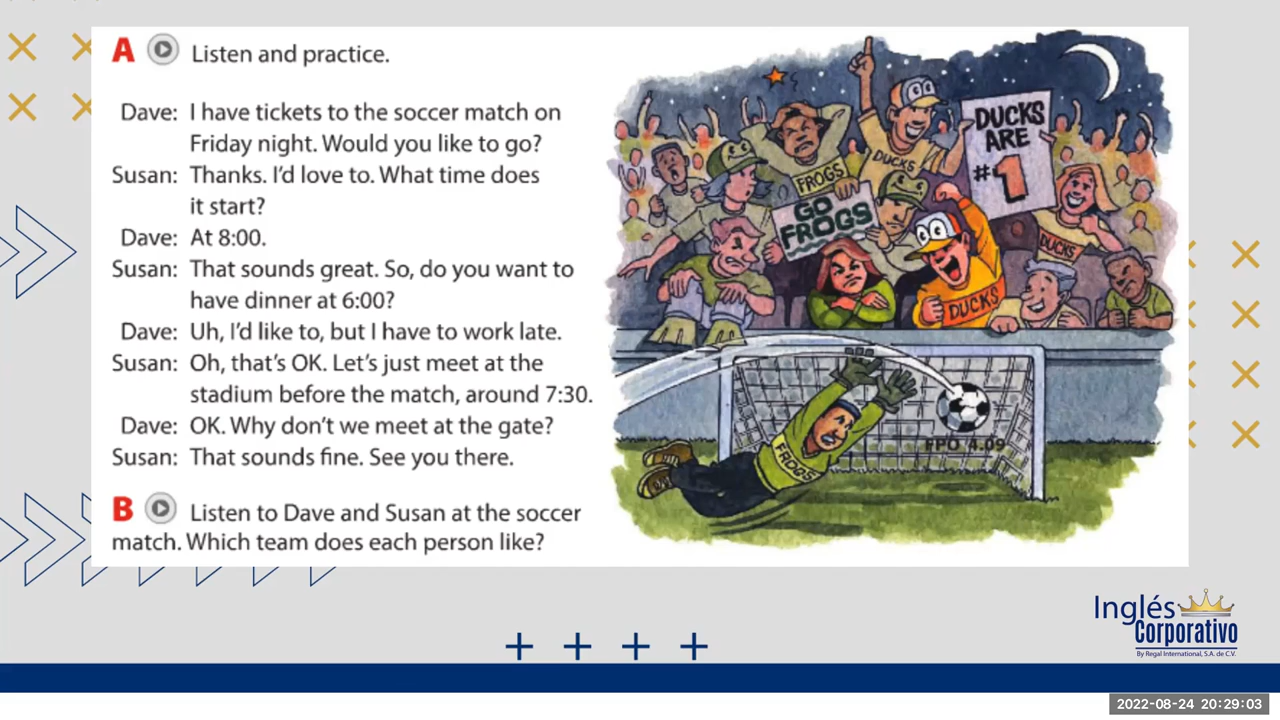 A Listen and practice.
Dave: I have tickets to the soccer match on
Friday night. Would you like to go?
Susan: Thanks. I'd love to. What time does
it start?
Dave: At 8:00.
Susan: That sounds great. So, do you want to
have dinner at 6:00?
Dave: Uh, I'd like to, but I have to work late.
Susan: Oh, that's OK. Let's just meet at the
stadium before the match, around 7:30.
Dave: OK. Why don't we meet at the gate?
Susan: That sounds fine. See you there.
B Listen to Dave and Susan at the soccer
match. Which team does each person like?
DUCKS
ARE
#1
DUCKS
FROGS
GO
FROGS
DUCKS
DUCKS
FROGS
FPO 4.09
Inglés
Corporativo
By Regal International, S.A. de C.V.
2022-08-24 20:29:03